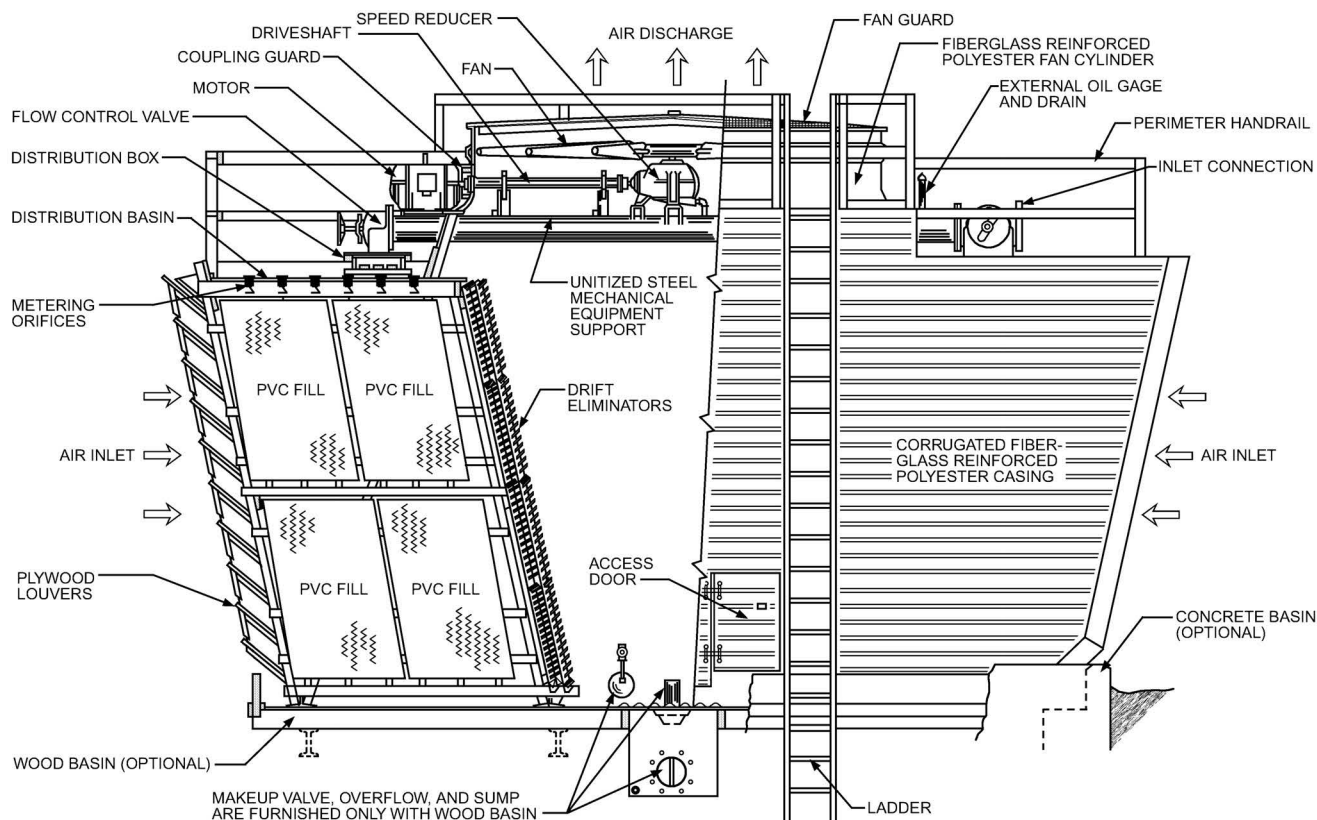 SPEED REDUCER
DRIVESHAFT
COUPLING GUARD
MOTOR
FLOW CONTROL VALVE
DISTRIBUTION BOX
DISTRIBUTION BASIN
METERING
ORIFICES
FAN
AIR DISCHARGE
FAN GUARD
FIBERGLASS REINFORCED
POLYESTER FAN CYLINDER
EXTERNAL OIL GAGE
AND DRAIN
PERIMETER HANDRAIL
INLET CONNECTION
UNITIZED STEEL
MECHANICAL
EQUIPMENT
SUPPORT
PVC FILL
PVC FILL
DRIFT
ELIMINATORS
AIR INLET
CORRUGATED FIBER-
GLASS REINFORCED
POLYESTER CASING
AIR INLET
PLYWOOD
LOUVERS
PVC FILL
PVC FILL
ACCESS
DOOR
CONCRETE BASIN
(OPTIONAL)
WOOD BASIN (OPTIONAL)
MAKEUP VALVE, OVERFLOW, AND SUMP
ARE FURNISHED ONLY WITH WOOD BASIN
LADDER